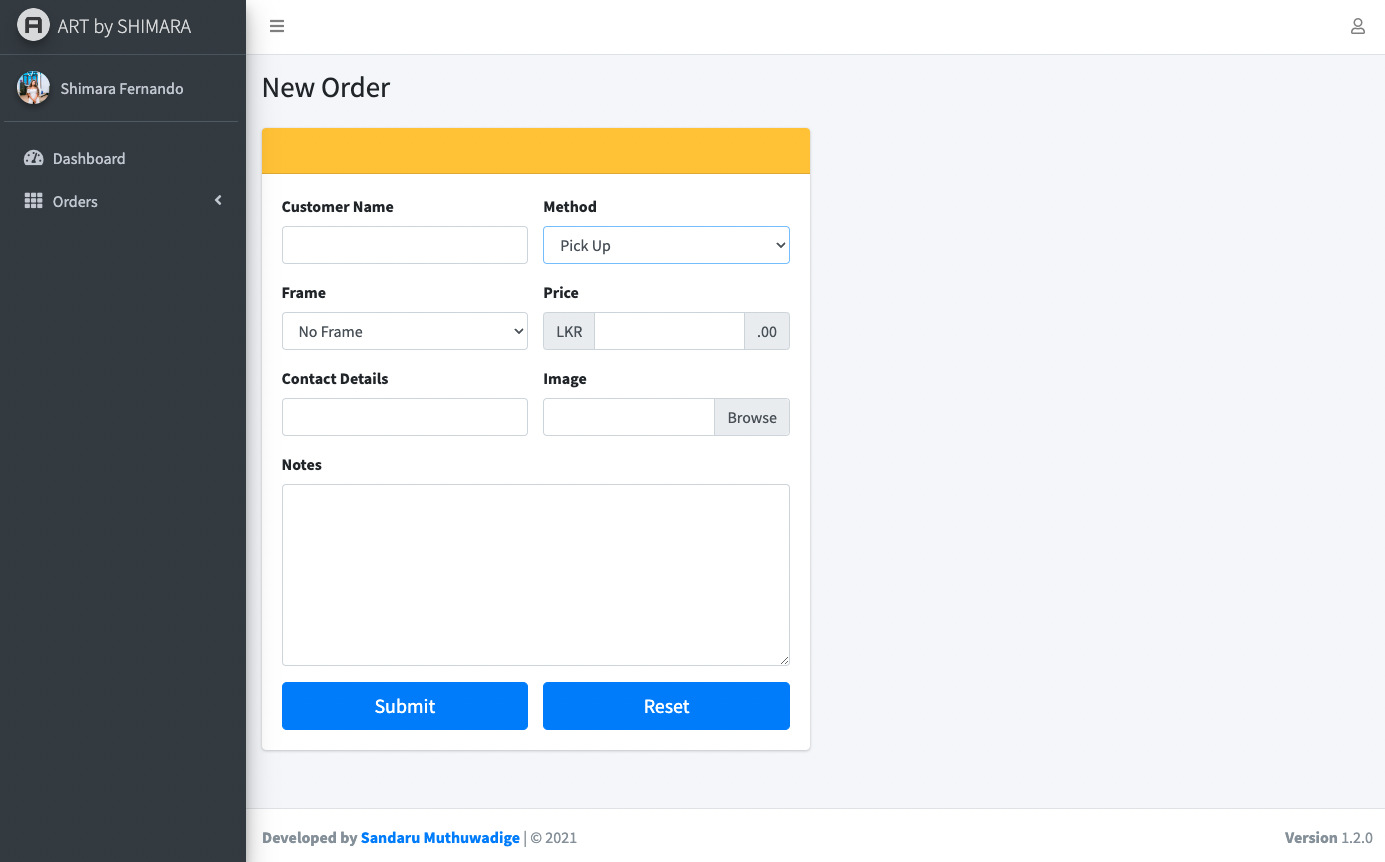 ART by SHIMARA
Shimara Fernando
Dashboard
Orders
New Order
Customer Name
Method
Pick Up
Frame
Price
No Frame
LKR
.00
Contact Details
Image
Browse
Notes
Submit
Reset
Developed by Sandaru Muthuwadige | © 2021
Version 1.2.0